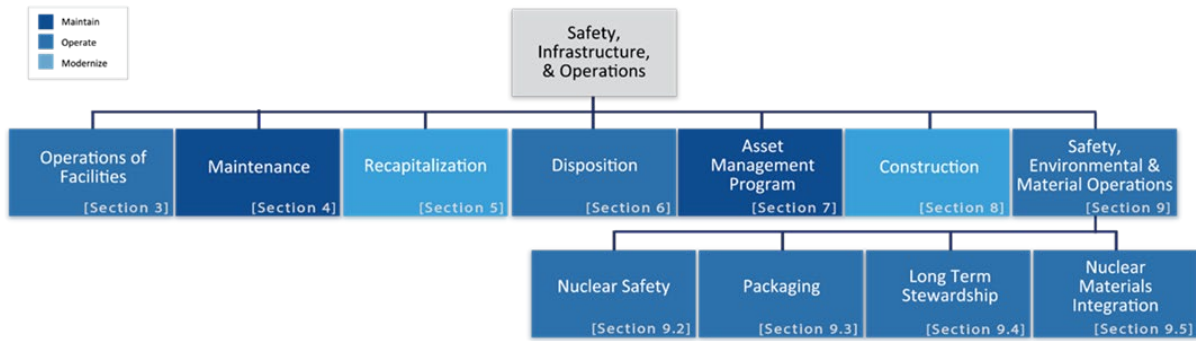 Maintain
Operate
Modernize
Safety,
Infrastructure,
& Operations
Operations of
Facilities
[Section 3]
Maintenance
[Section 4]
Recapitalization
[Section 5]
Disposition
[Section 6]
Asset
Management
Program
[Section 7]
Construction
[Section 8]
Safety,
Environmental &
Material Operations
[Section 9]
Nuclear Safety
[Section 9.2]
Packaging
[Section 9.3]
Long Term
Stewardship
[Section 9.4]
Nuclear
Materials
Integration
[Section 9.5]